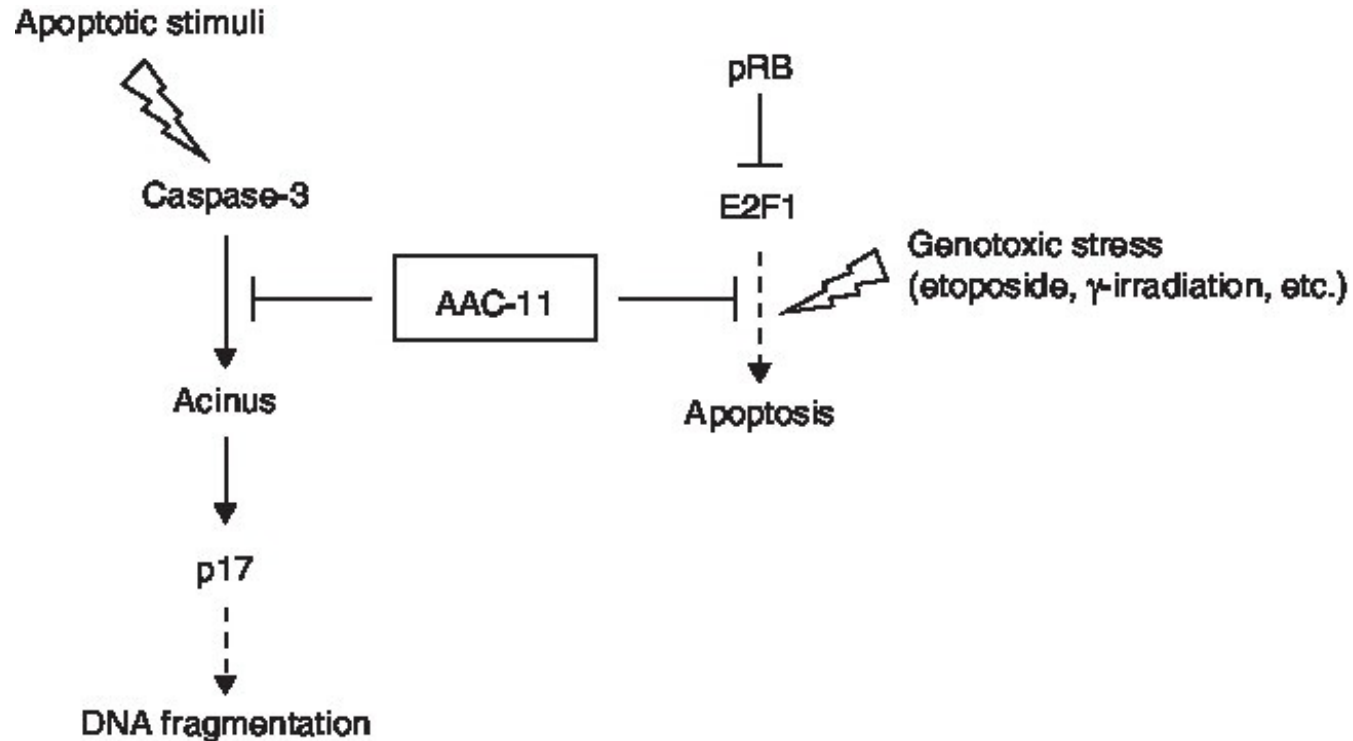 Apoptotic stimuli
pRB
Caspase-3
E2F1
Genotoxic stress
(etoposide, γ-irradiation, etc.)
AAC-11
Acinus
Apoptosis
p17
DNA fragmentation